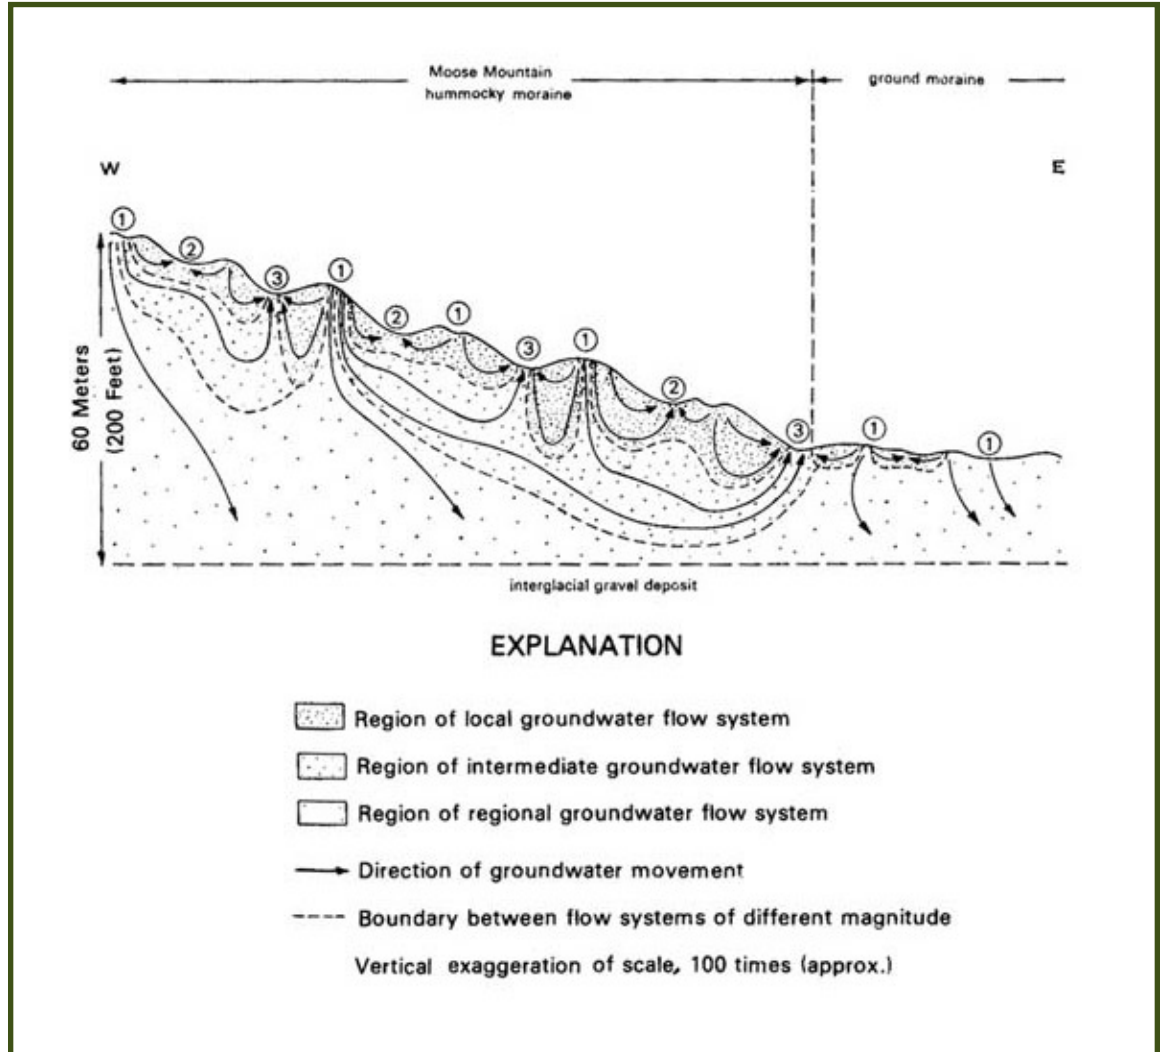 Moose Mountain
hummocky moraine
ground moraine
W
E
1
2
3
1
2
1
3
1
2
3
1
1
60 Meters
(200 Feet)
interglacial gravel deposit
EXPLANATION
Region of local groundwater flow system
Region of intermediate groundwater flow system
Region of regional groundwater flow system
Direction of groundwater movement
Boundary between flow systems of different magnitude
Vertical exaggeration of scale, 100 times (approx.)